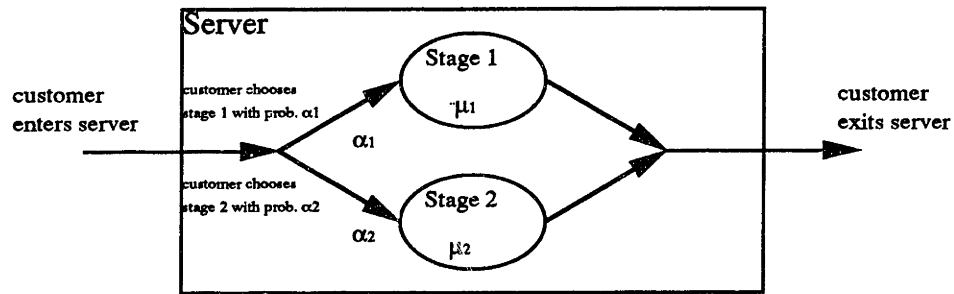 Server
Stage 1
μ1
customer
enters server
customer chooses
stage 1 with prob. α1
α1
customer
exits server
customer chooses
stage 2 with prob. α2
α2
Stage 2
μ2